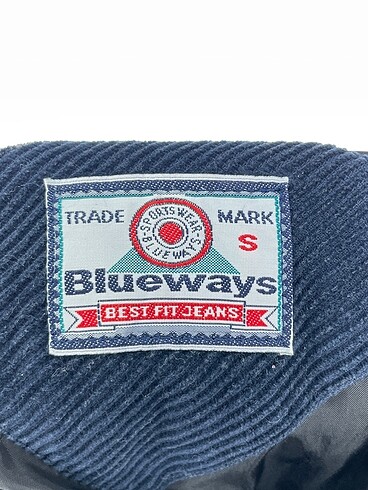 TRADE MARK
-SPORTSWEAR-
BLUEWAYS
S
Blueways
BEST FIT JEANS